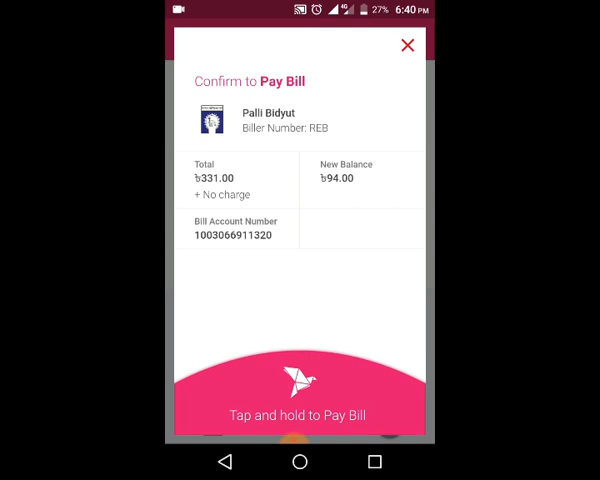 4G 27% 6:40 PM
Confirm to Pay Bill
Palli Bidyut
Biller Number: REB
Total
৳331.00
+ No charge
New Balance
৳94.00
Bill Account Number
1003066911320
Tap and hold to Pay Bill